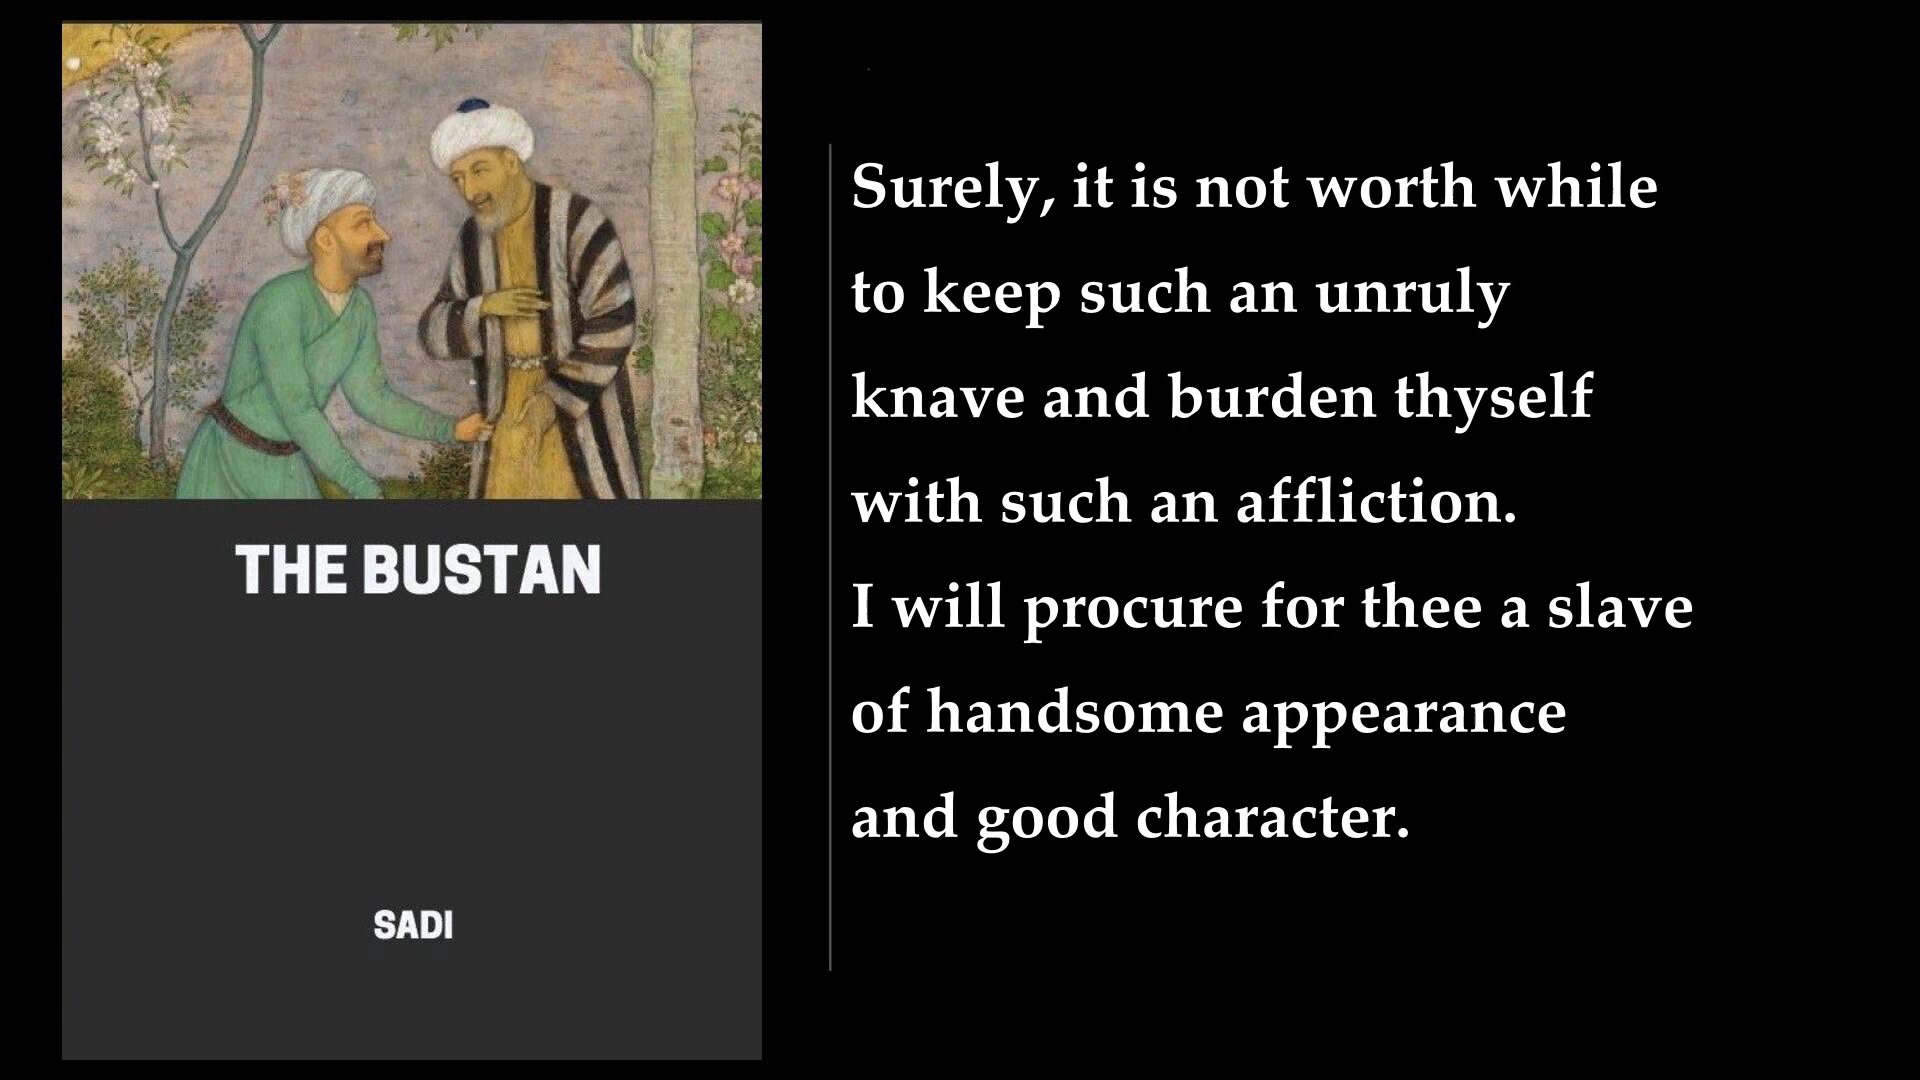 THE BUSTAN
SADI
Surely, it is not worth while
to keep such an unruly
knave and burden thyself
with such an affliction.
I will procure for thee a slave
of handsome appearance
and good character.